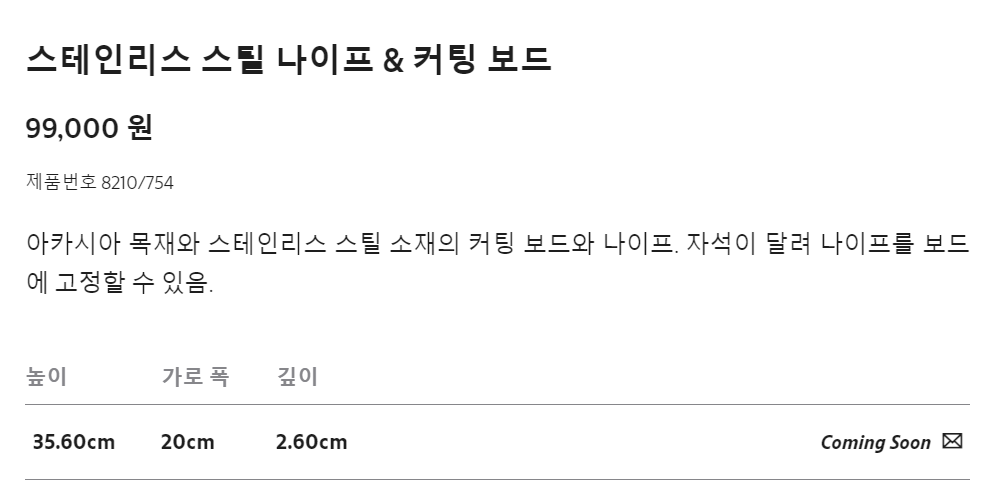 스테인리스 스틸 나이프 & 커팅 보드
99,000 원
제품번호 8210/754
아카시아 목재와 스테인리스 스틸 소재의 커팅 보드와 나이프. 자석이 달려 나이프를 보드
에 고정할 수 있음.
높이 가로 폭 깊이
35.60cm 20cm 2.60cm Coming Soon